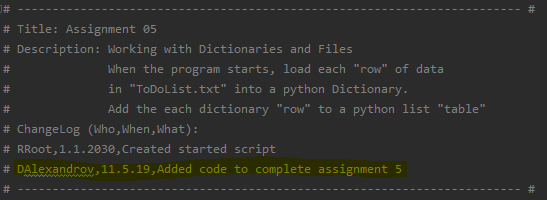 # ------------------------------------------------------------------------ #
# Title: Assignment 05
# Description: Working with Dictionaries and Files
#              When the program starts, load each "row" of data
#              in "ToDoList.txt" into a python Dictionary.
#              Add the each dictionary "row" to a python list "table"
# ChangeLog (Who,When,What):
# RRoot,1.1.2030,Created started script
# DAlexandrov,11.5.19,Added code to complete assignment 5
# ------------------------------------------------------------------------ #